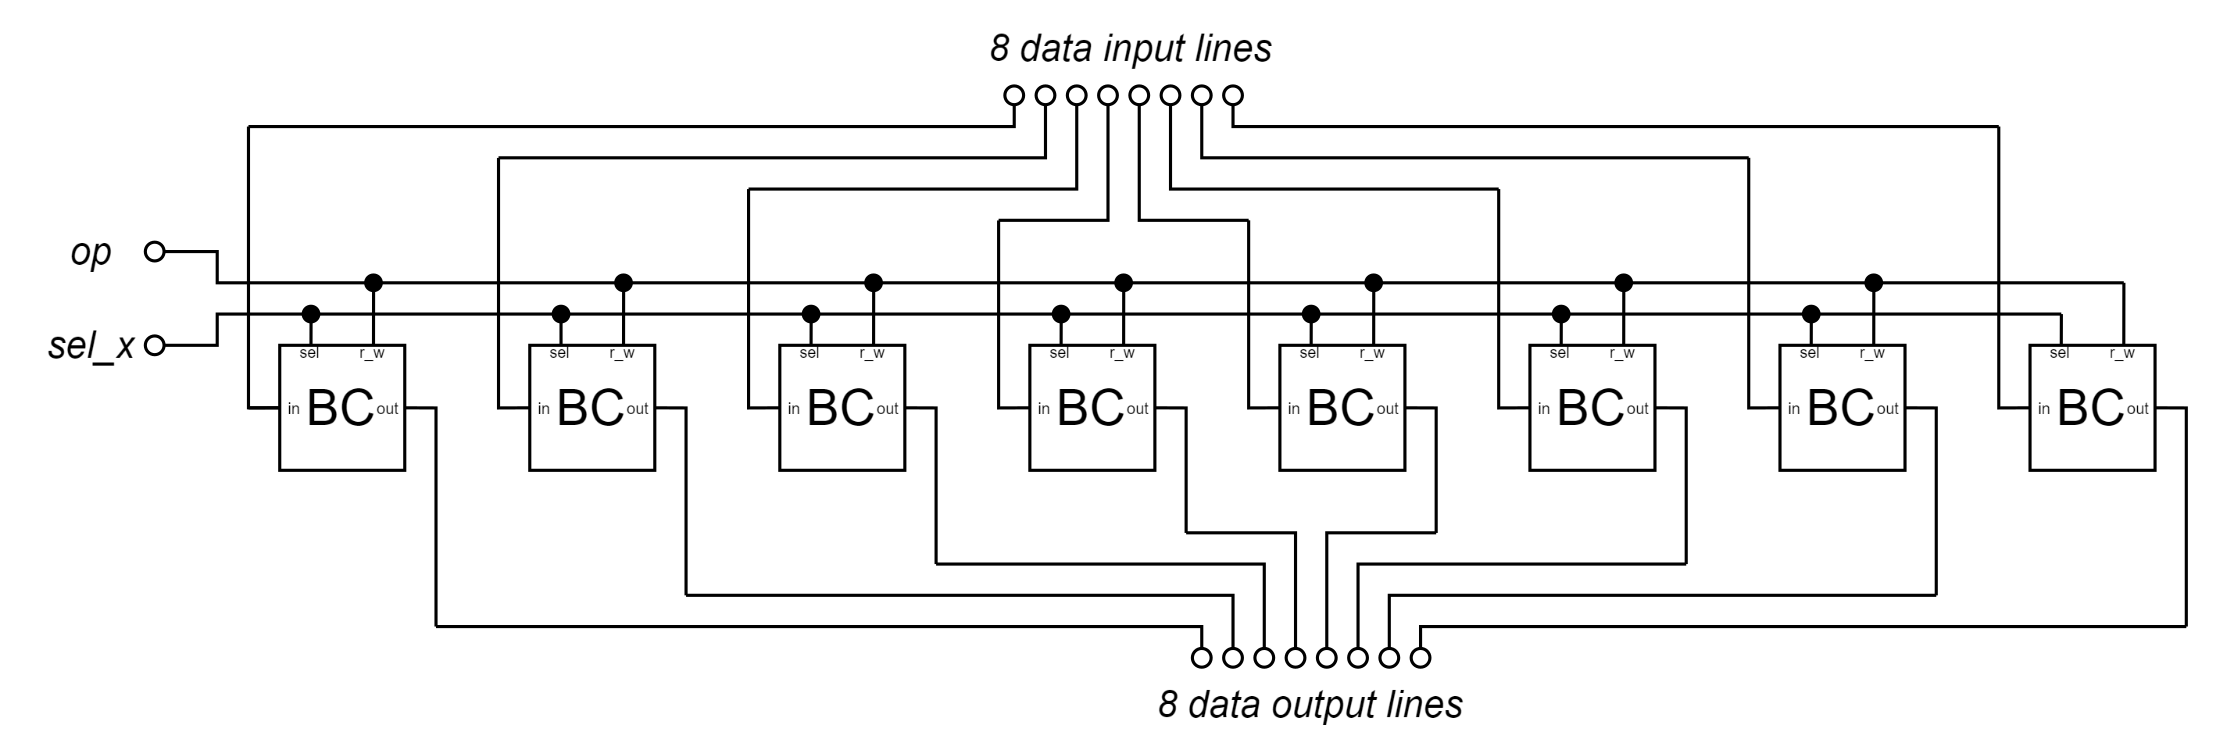 8 data input lines
op
sel_x
sel r_w sel r_w sel r_w sel r_w sel r_w sel r_w sel r_w sel r_w
in BC out in BC out in BC out in BC out in BC out in BC out in BC out in BC out
8 data output lines